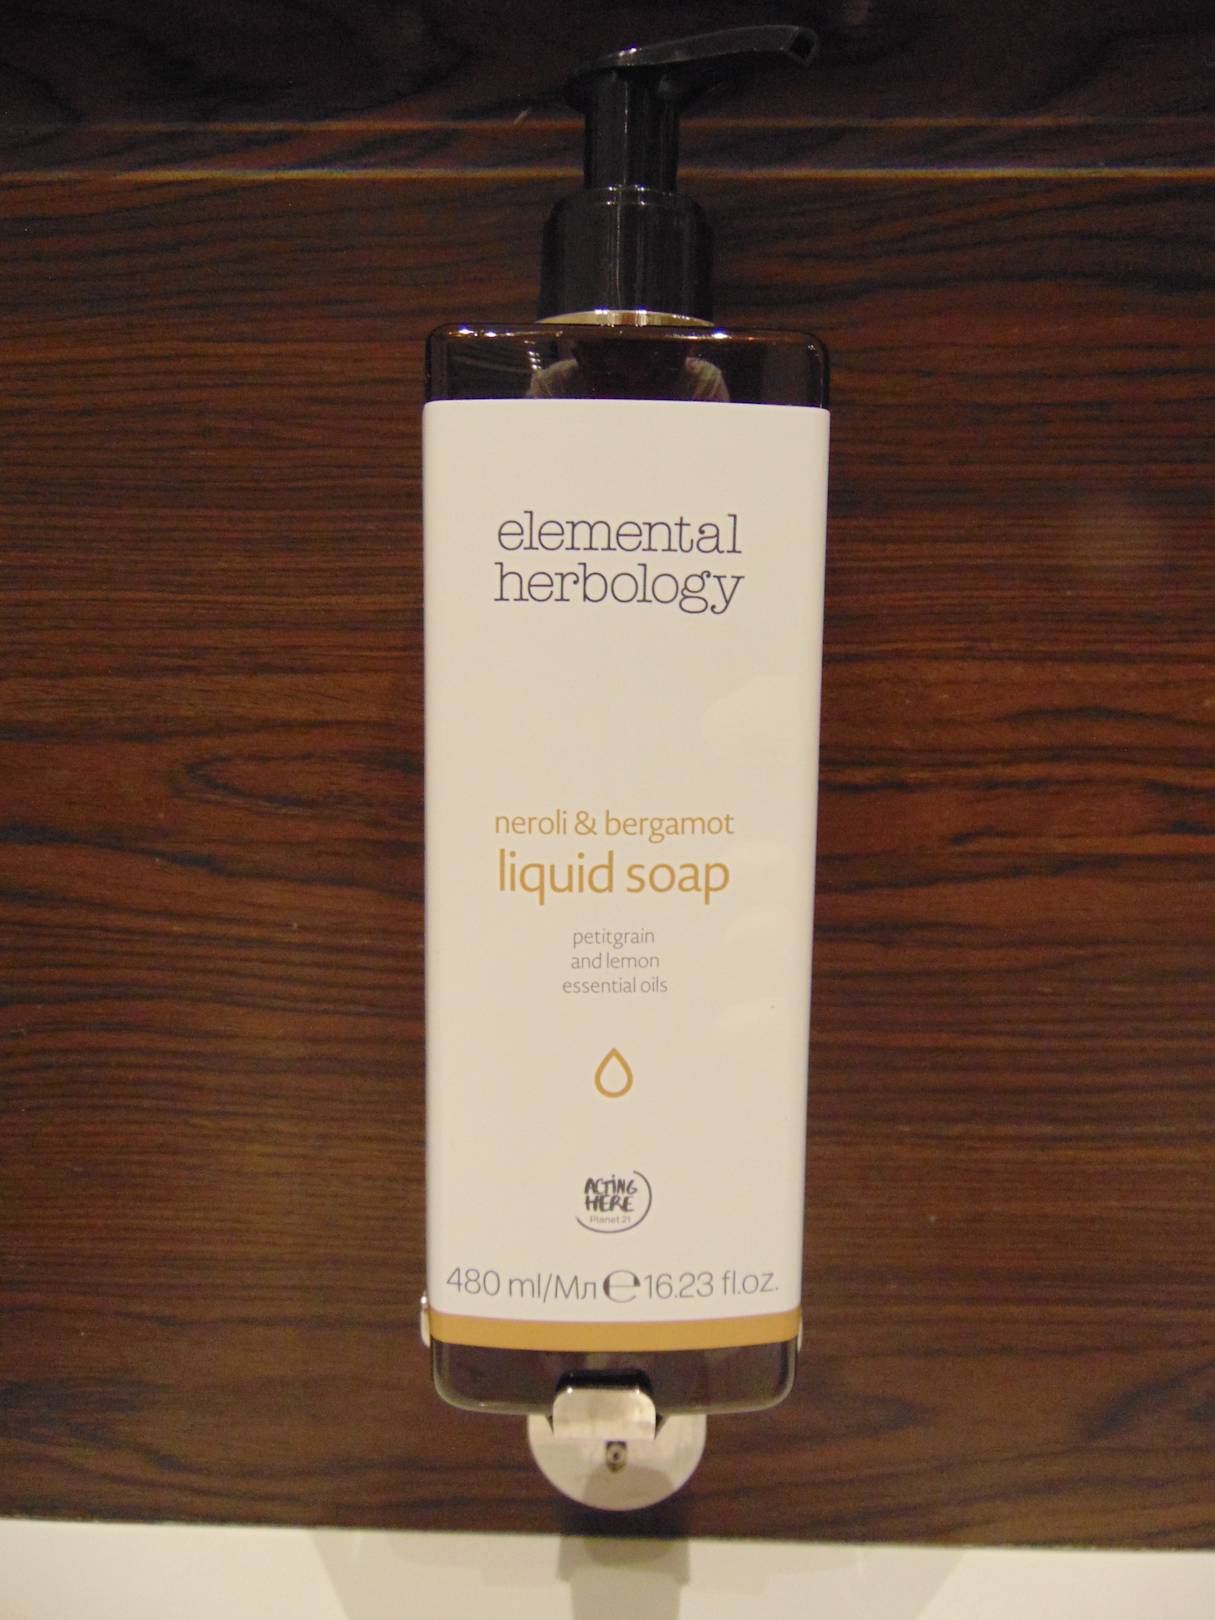 elemental
herbology
neroli & bergamot
liquid soap
petitgrain
and lemon
essential oils
ACTING
HERE
Planet 21
480 ml/Мл ℮ 16.23 fl.oz.